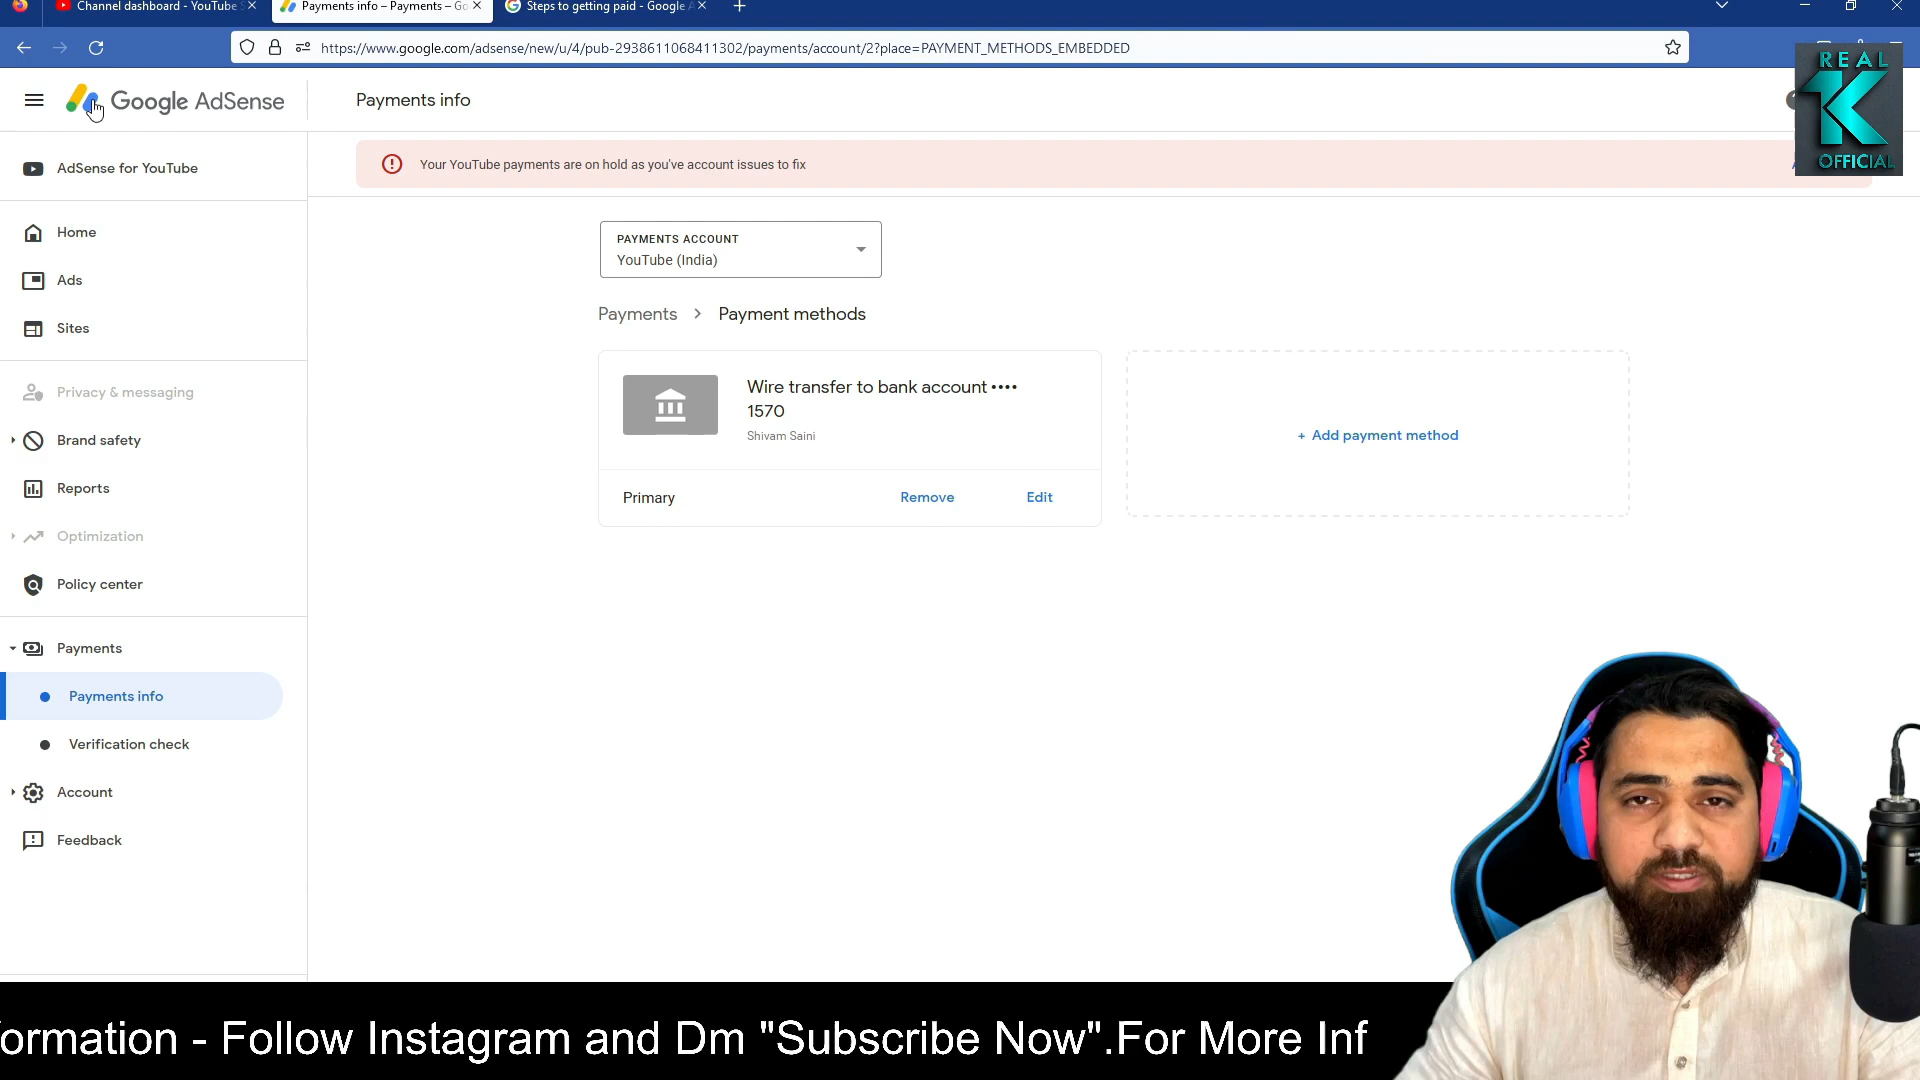 Channel dashboard - YouTube S
Payments info – Payments – Go
Steps to getting paid - Google A
https://www.google.com/adsense/new/u/4/pub-2938611068411302/payments/account/2?place=PAYMENT_METHODS_EMBEDDED
REAL
1K
OFFICIAL
Google AdSense
Payments info
AdSense for YouTube
Your YouTube payments are on hold as you've account issues to fix
Home
Ads
Sites
Privacy & messaging
Brand safety
Reports
Optimization
Policy center
Payments
Payments info
Verification check
Account
Feedback
PAYMENTS ACCOUNT
YouTube (India)
Payments > Payment methods
Wire transfer to bank account ••••
1570
Shivam Saini
Primary
Remove
Edit
+ Add payment method
formation - Follow Instagram and Dm "Subscribe Now".For More Inf